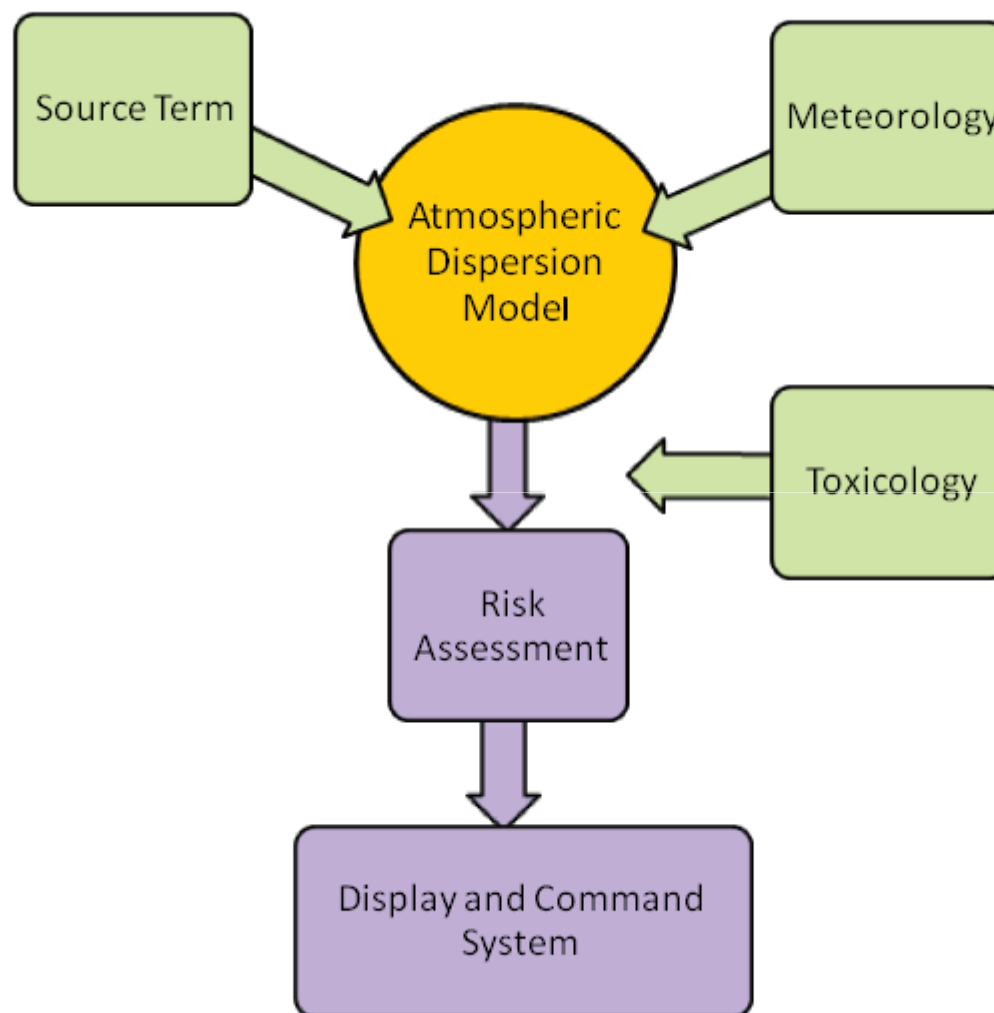 Source Term
Meteorology
Atmospheric
Dispersion
Model
Toxicology
Risk
Assessment
Display and Command
System